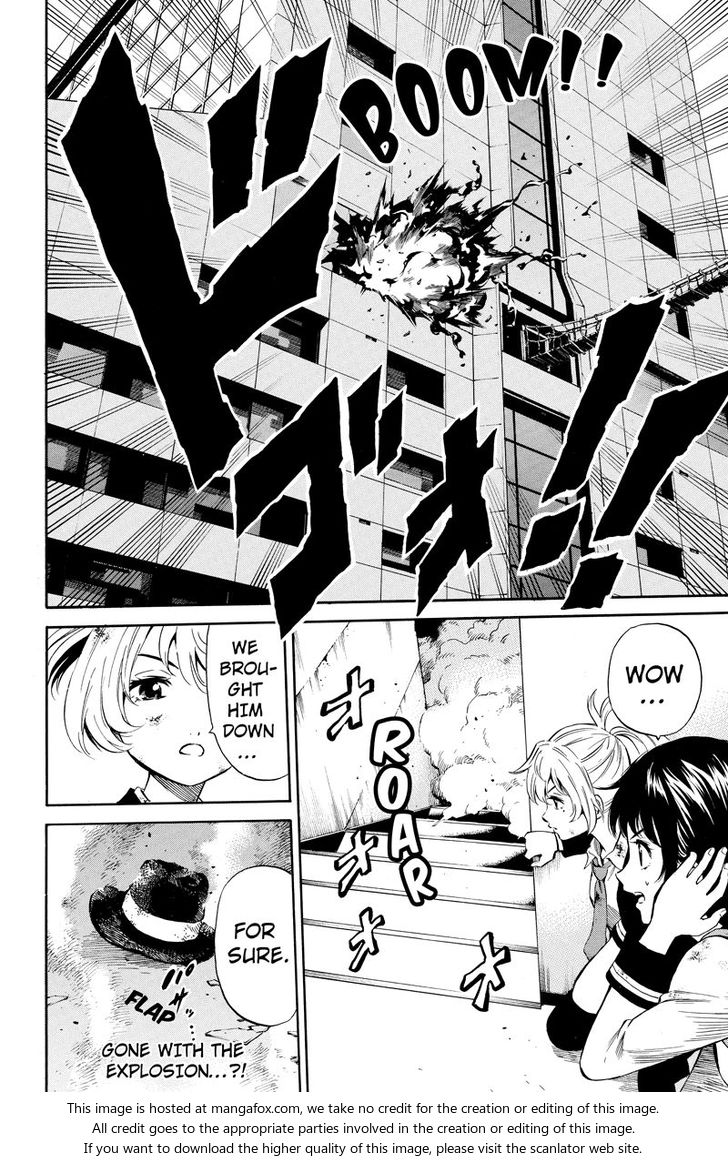 BOOM!!
ドドォ!!
WOW
...
オ
ROAR
オ
オ
オ
WE
BROU-
GHT
HIM
DOWN
...
FOR
SURE.
FLAP
GONE WITH THE
EXPLOSION...?!
This image is hosted at mangafox.com, we take no credit for the creation or editing of this image.
All credit goes to the appropriate parties involved in the creation or editing of this image.
If you want to download the higher quality of this image, please visit the scanlator web site.